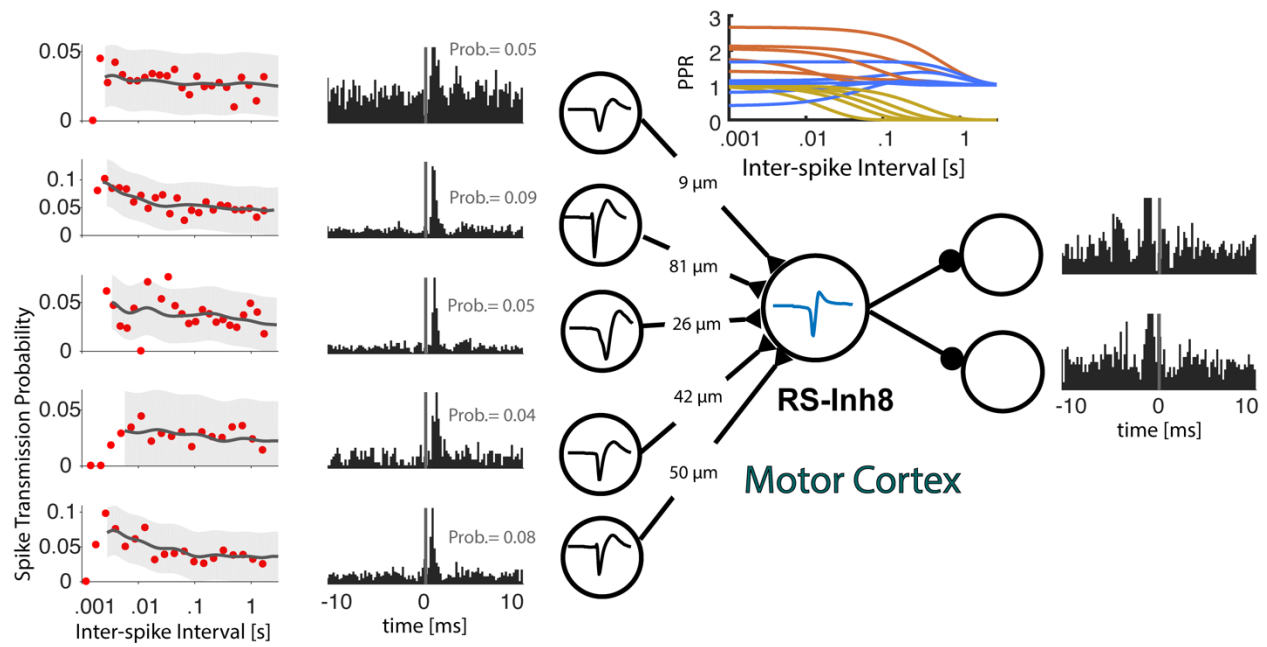 Spike Transmission Probability
0.05
0
0.1
0.05
0
0.05
0
0.05
0
0.1
0.05
0
.001 .01 .1 1
Inter-spike Interval [s]
Prob.= 0.05
Prob.= 0.09
Prob.= 0.05
Prob.= 0.04
Prob.= 0.08
-10 0 10
time [ms]
9 µm
81 µm
26 µm
42 µm
50 µm
PPR
3
2
1
0
.001 .01 .1 1
Inter-spike Interval [s]
RS-Inh8
Motor Cortex
-10 0 10
time [ms]